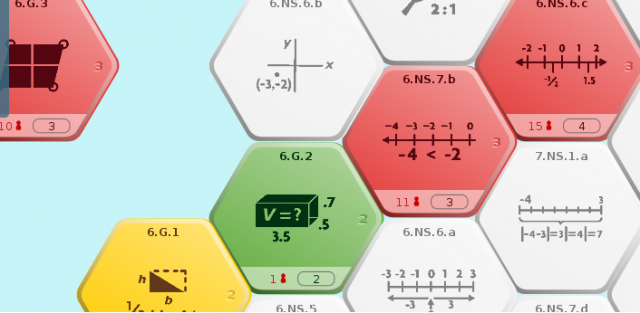 6.G.3
3
10
3
6.NS.6.b
y
x
(-3,-2)
2:1
6.NS.6.c
-2 -1 0 1 2
-½ 1.5
3
15
4
6.NS.7.b
-4 -3 -2 -1 0
-4 < -2
3
11
3
7.NS.1.a
-4 3
|-4-3|=3|=4|=7
6.G.2
V = ?
.7
.5
3.5
2
1
2
6.NS.6.a
-3 -2 -1 0 1 2 3
-3 3
6.G.1
h
b
2
6.NS.5
7.NS.7.d